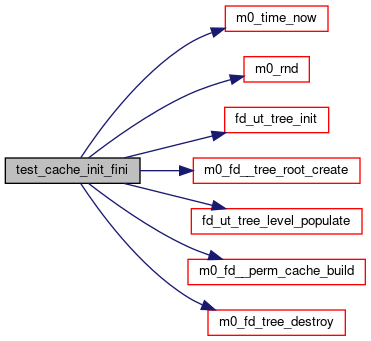 test_cache_init_fini
m0_time_now
m0_rnd
fd_ut_tree_init
m0_fd__tree_root_create
fd_ut_tree_level_populate
m0_fd__perm_cache_build
m0_fd_tree_destroy